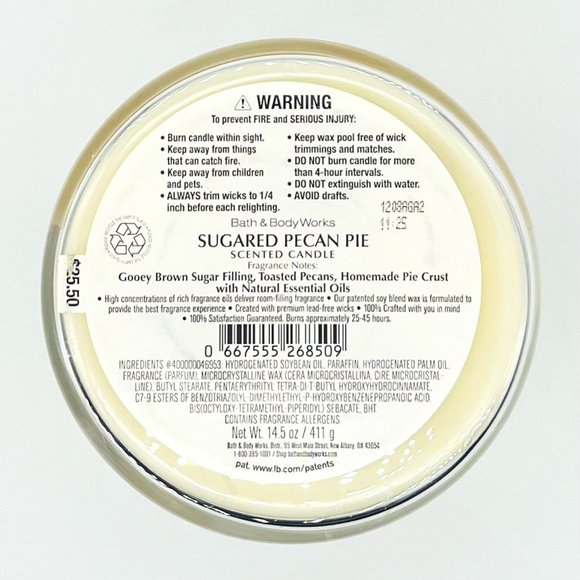 ⚠ WARNING
To prevent FIRE and SERIOUS INJURY:
• Burn candle within sight.
• Keep away from things
that can catch fire.
• Keep away from children
and pets.
• ALWAYS trim wicks to 1/4
inch before each relighting.
• Keep wax pool free of wick
trimmings and matches.
• DO NOT burn candle for more
than 4-hour intervals.
• DO NOT extinguish with water.
• AVOID drafts.
1208AGA2
11:25
Bath & Body Works
SUGARED PECAN PIE
SCENTED CANDLE
Fragrance Notes:
Gooey Brown Sugar Filling, Toasted Pecans, Homemade Pie Crust
with Natural Essential Oils
• High concentrations of rich fragrance oils deliver room-filling fragrance • Our patented soy blend wax is formulated to
provide the best fragrance experience • Created with premium lead-free wicks • 100% Crafted with you in mind
• 100% Satisfaction Guaranteed. Burns approximately 25-45 hours.
$25.50
0 667555 268509
INGREDIENTS #400000046953: HYDROGENATED SOYBEAN OIL, PARAFFIN, HYDROGENATED PALM OIL,
FRAGRANCE (PARFUM), MICROCRYSTALLINE WAX (CERA MICROCRISTALLINA, CIRE MICROCRISTAL-
LINE), BUTYL STEARATE, PENTAERYTHRITYL TETRA-DI-T-BUTYL HYDROXYHYDROCINNAMATE,
C7-9 ESTERS OF BENZOTRIAZOLYL-DIMETHYLETHYL-P-HYDROXYBENZENEPROPANOIC ACID,
BIS(OCTYLOXY-TETRAMETHYL-PIPERIDYL) SEBACATE, BHT.
CONTAINS FRAGRANCE ALLERGENS.
Net Wt. 14.5 oz / 411 g
Bath & Body Works, Distr., 95 West Main Street, New Albany, OH 43054
1-800-395-1001 / Shop bathandbodyworks.com
pat. www.lb.com/patents